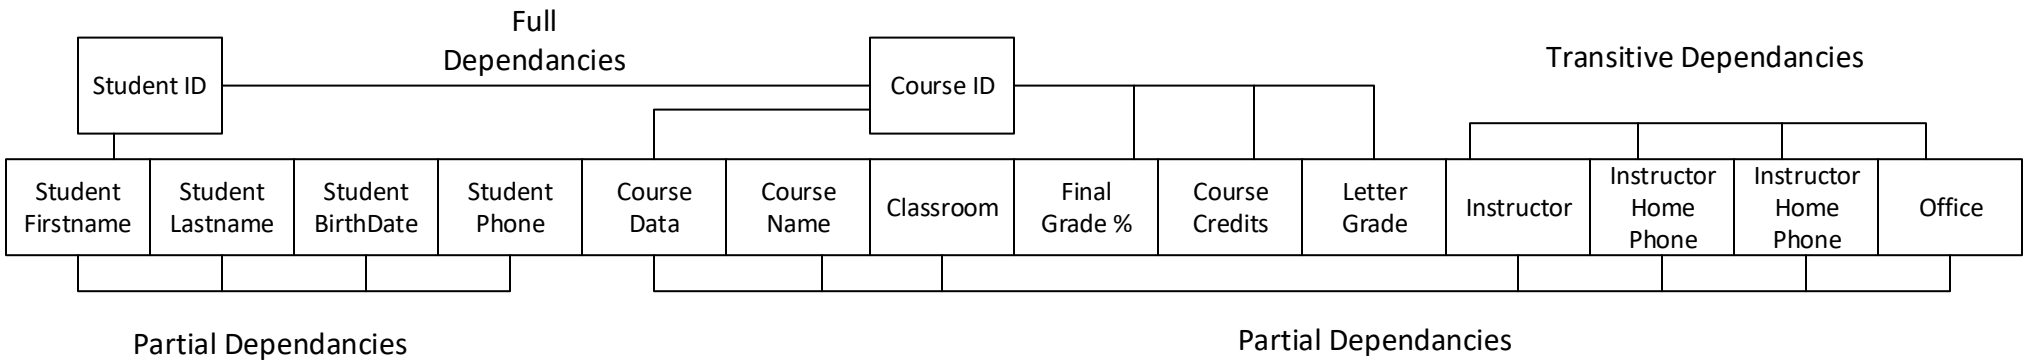 Full
Dependancies
Transitive Dependancies
Student ID
Course ID
Student
Firstname
Student
Lastname
Student
BirthDate
Student
Phone
Course
Data
Course
Name
Classroom
Final
Grade %
Course
Credits
Letter
Grade
Instructor
Instructor
Home
Phone
Instructor
Home
Phone
Office
Partial Dependancies
Partial Dependancies